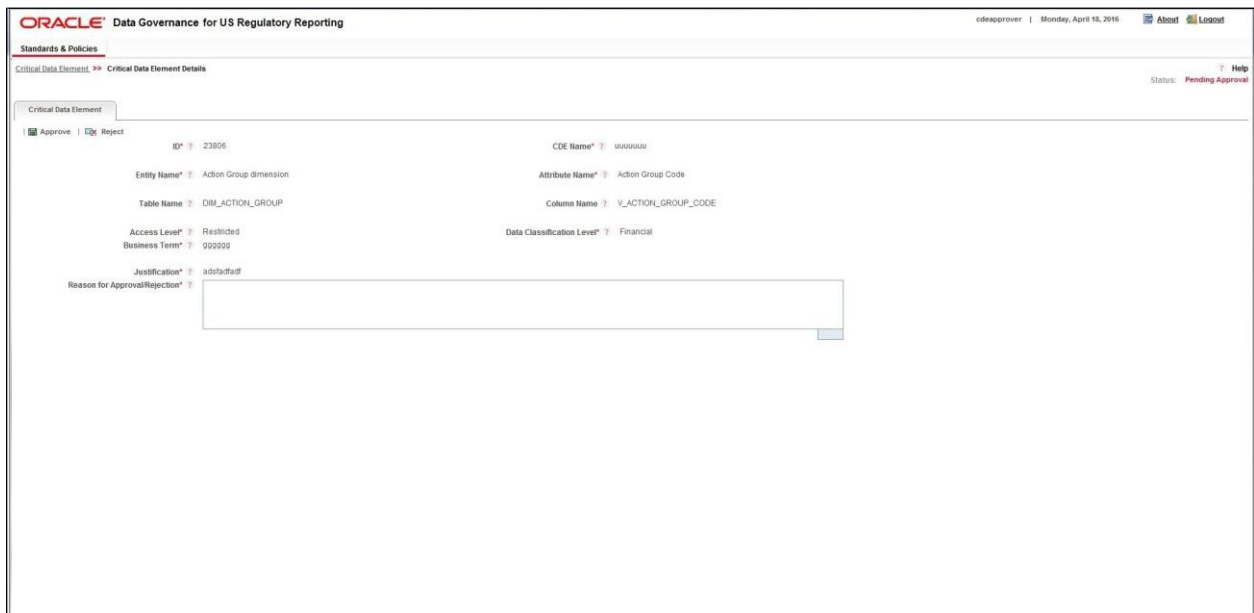 ORACLE® Data Governance for US Regulatory Reporting
cdeapprover | Monday, April 18, 2016 About Logout
Standards & Policies
Critical Data Element >> Critical Data Element Details
? Help
Status: Pending Approval
Critical Data Element
| Approve | Reject
ID* ? 23806 CDE Name* ? uuuuuuu
Entity Name* ? Action Group dimension Attribute Name* ? Action Group Code
Table Name ? DIM_ACTION_GROUP Column Name ? V_ACTION_GROUP_CODE
Access Level* ? Restricted Data Classification Level* ? Financial
Business Term* ? gggggg
Justification* ? adsfadfadf
Reason for Approval/Rejection* ?